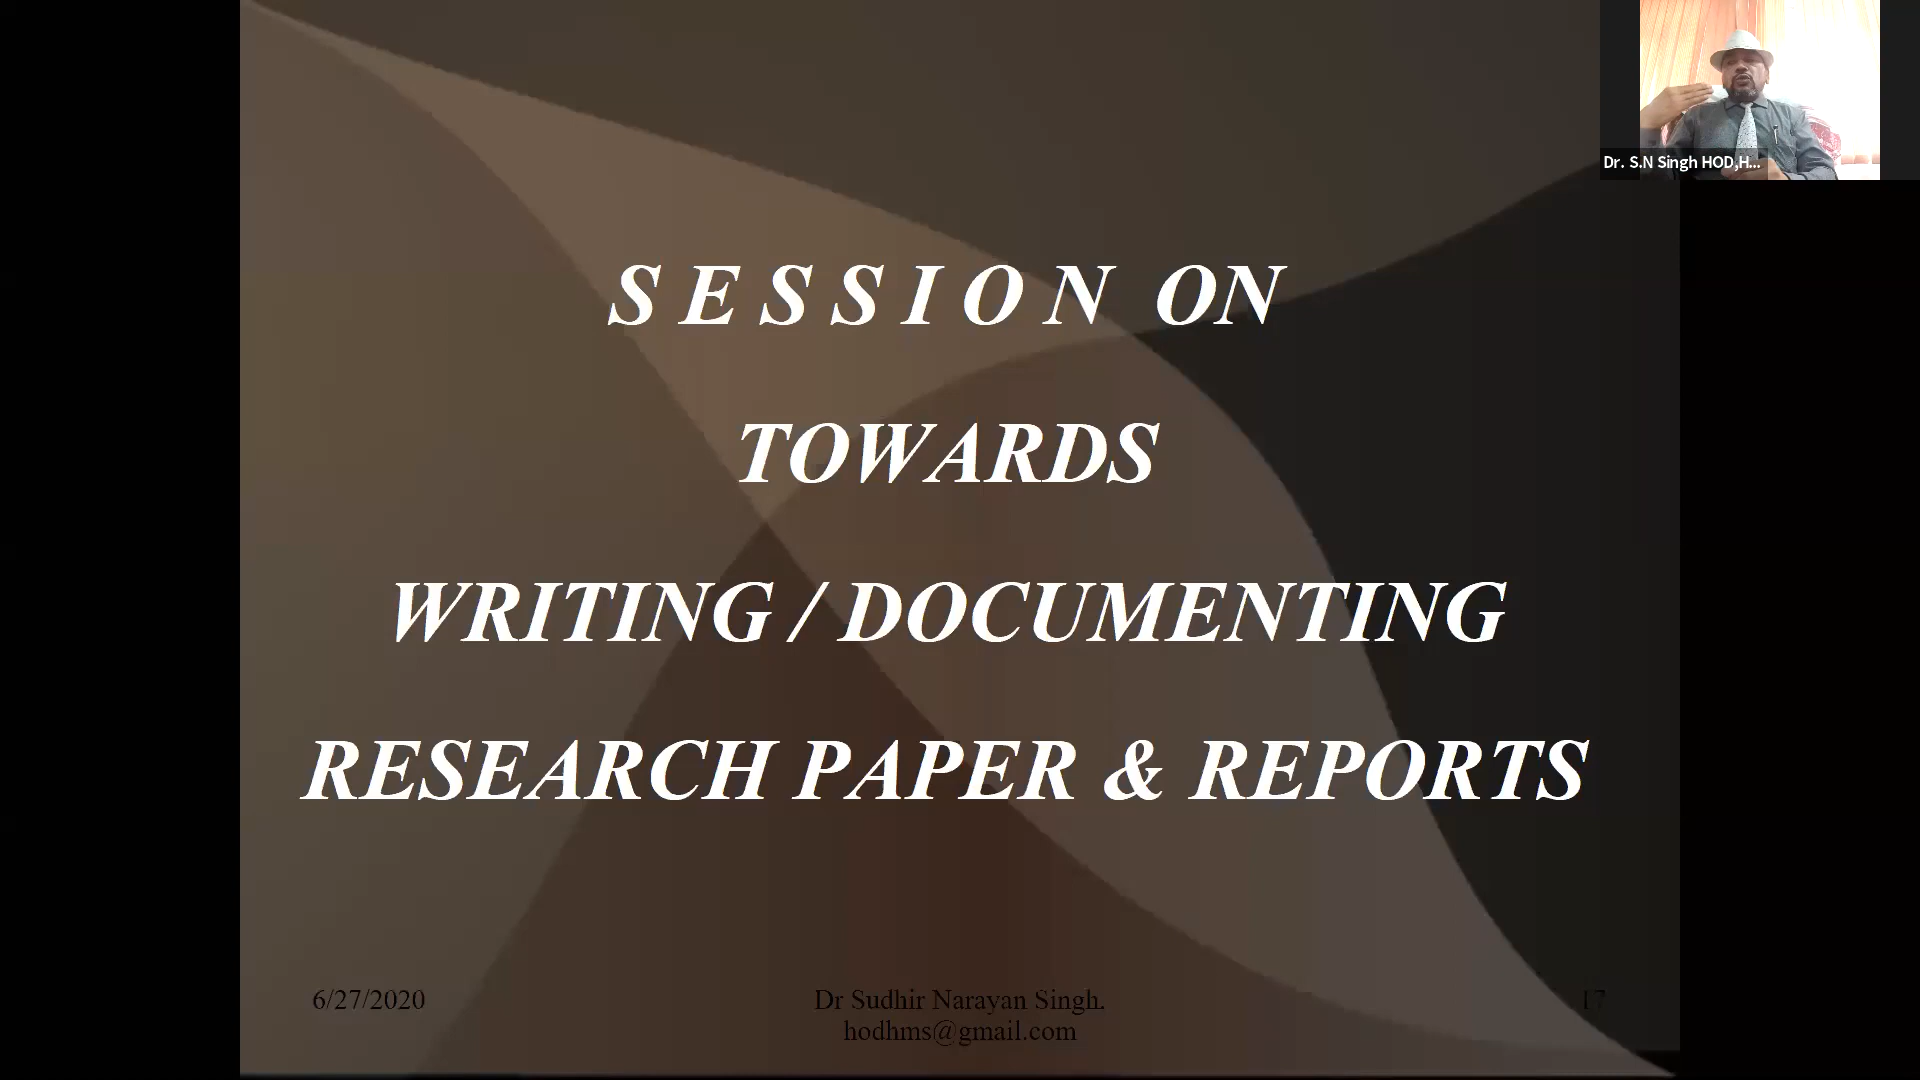 S E S S I O N ON
TOWARDS
WRITING / DOCUMENTING
RESEARCH PAPER & REPORTS
Dr. S.N Singh HOD,H...
6/27/2020
Dr Sudhir Narayan Singh.
hodhms@gmail.com
17